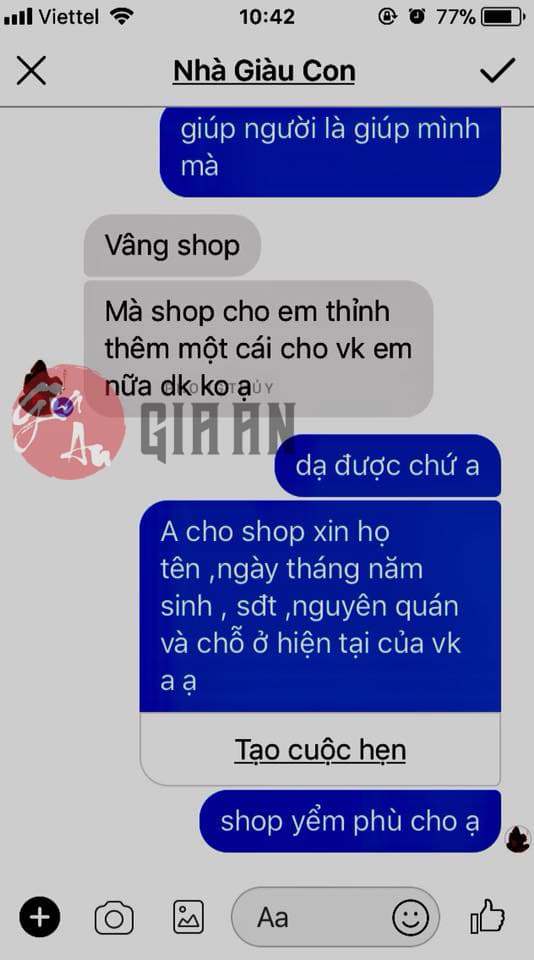 Viettel 10:42 77%
Nhà Giàu Con
giúp người là giúp mình
mà
Vâng shop
Mà shop cho em thỉnh
thêm một cái cho vk em
nữa dk ko ạ
Gia An
GIA AN
dạ được chứ a
A cho shop xin họ
tên ,ngày tháng năm
sinh , sđt ,nguyên quán
và chỗ ở hiện tại của vk
a ạ
Tạo cuộc hẹn
shop yểm phù cho ạ
Aa